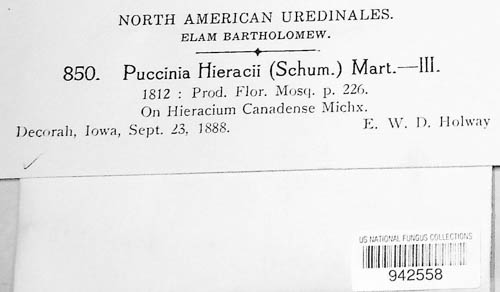 NORTH AMERICAN UREDINALES.
ELAM BARTHOLOMEW.
850. Puccinia Hieracii (Schum.) Mart.—III.
1812 : Prod. Flor. Mosq. p. 226.
On Hieracium Canadense Michx.
Decorah, Iowa, Sept. 23, 1888. E. W. D. Holway
US NATIONAL FUNGUS COLLECTIONS
942558